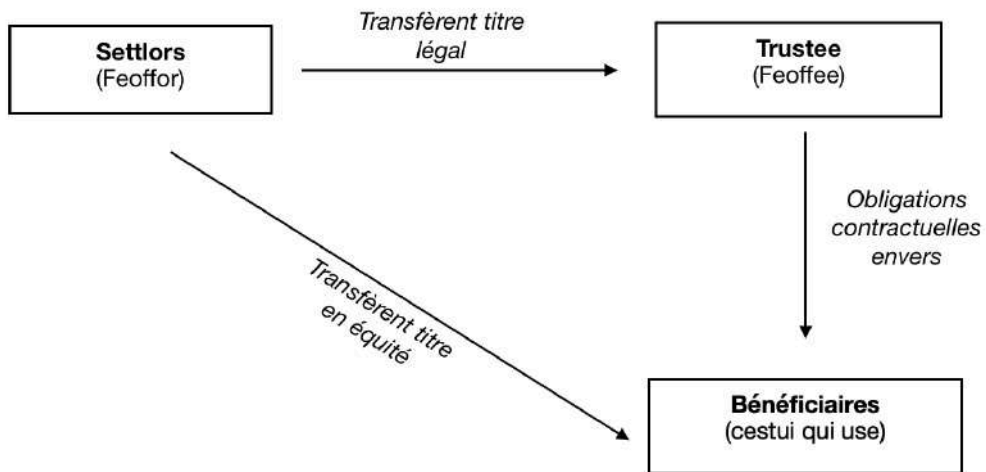 Settlors
(Feoffor)
Transfèrent titre
légal
Trustee
(Feoffee)
Obligations
contractuelles
envers
Transfèrent titre
en équité
Bénéficiaires
(cestui qui use)